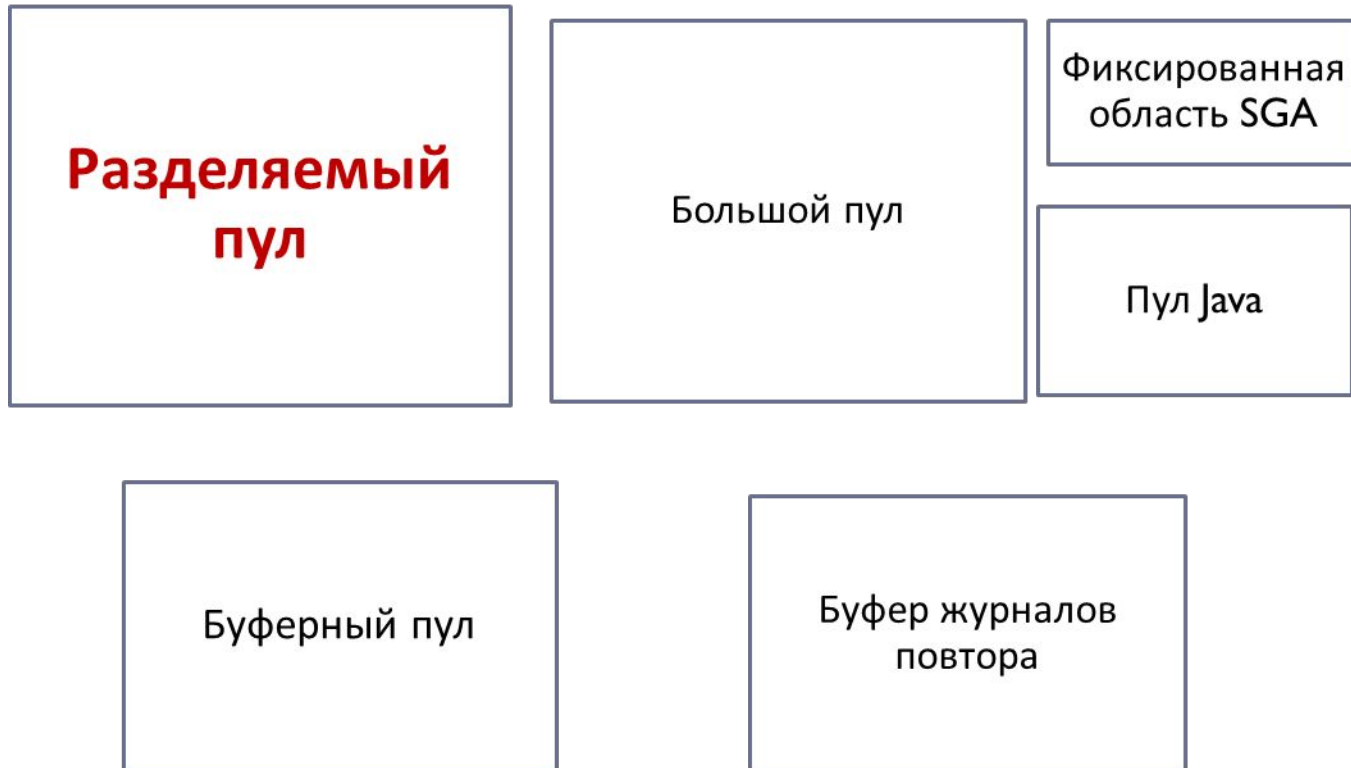 Разделяемый
пул
Большой пул
Фиксированная
область SGA
Пул Java
Буферный пул
Буфер журналов
повтора